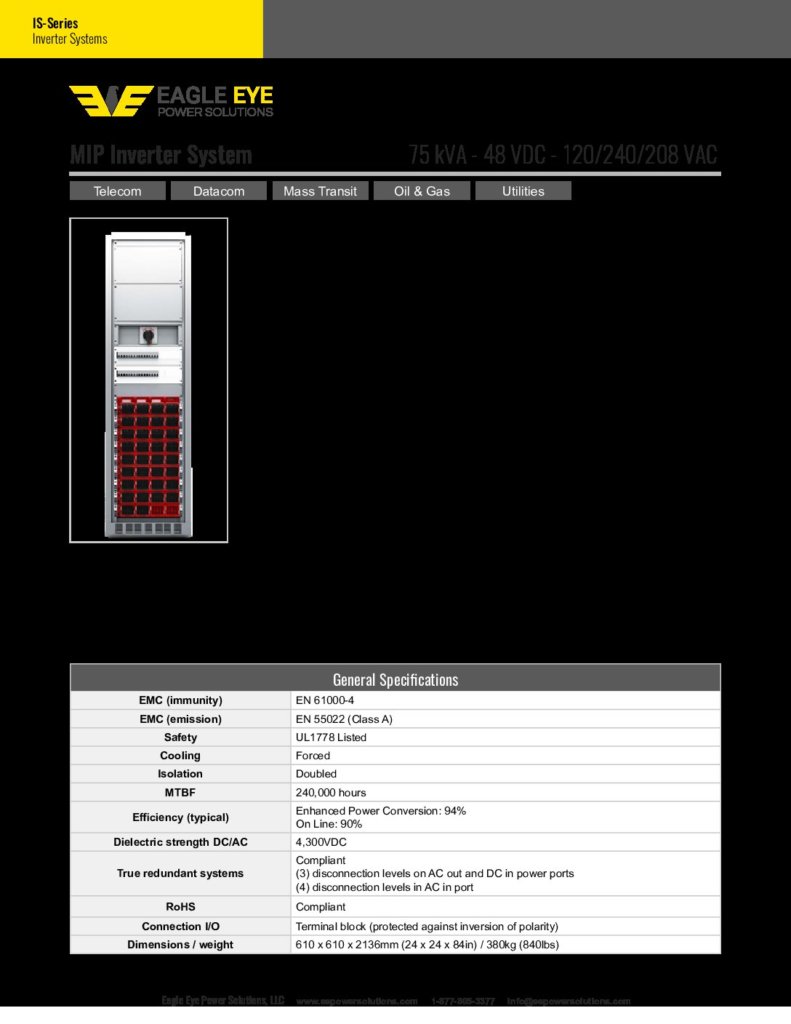 IS-Series
Inverter Systems
EAGLE EYE
POWER SOLUTIONS
MIP Inverter System
75 kVA - 48 VDC - 120/240/208 VAC
Telecom Datacom Mass Transit Oil & Gas Utilities
General Specifications
EMC (immunity) EN 61000-4
EMC (emission) EN 55022 (Class A)
Safety UL1778 Listed
Cooling Forced
Isolation Doubled
MTBF 240,000 hours
Efficiency (typical) Enhanced Power Conversion: 94%
On Line: 90%
Dielectric strength DC/AC 4,300VDC
True redundant systems Compliant
(3) disconnection levels on AC out and DC in power ports
(4) disconnection levels in AC in port
RoHS Compliant
Connection I/O Terminal block (protected against inversion of polarity)
Dimensions / weight 610 x 610 x 2136mm (24 x 24 x 84in) / 380kg (840lbs)
Eagle Eye Power Solutions, LLC www.eepowersolutions.com 1-877-805-3377 info@eepowersolutions.com